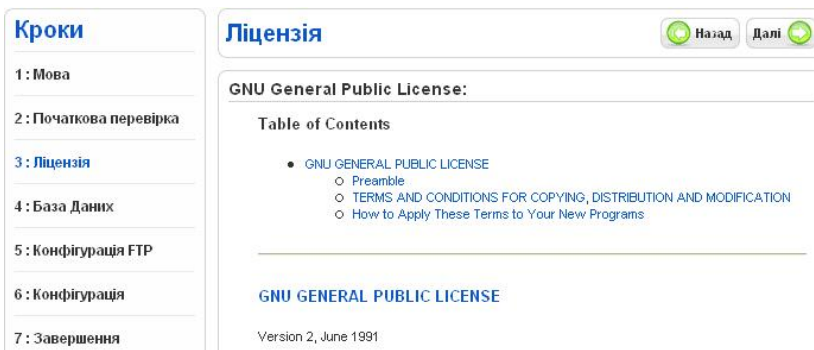 Кроки
1 : Мова
2 : Початкова перевірка
3 : Ліцензія
4 : База Даних
5 : Конфігурація FTP
6 : Конфігурація
7 : Завершення
Ліцензія
Назад
Далі
GNU General Public License:
Table of Contents
GNU GENERAL PUBLIC LICENSE
Preamble
TERMS AND CONDITIONS FOR COPYING, DISTRIBUTION AND MODIFICATION
How to Apply These Terms to Your New Programs
GNU GENERAL PUBLIC LICENSE
Version 2, June 1991